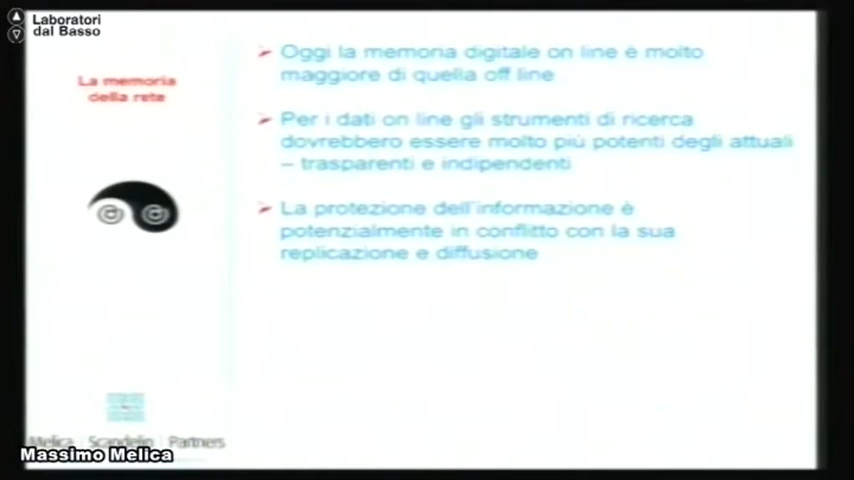 Laboratori
dal Basso
La memoria
della rete
Oggi la memoria digitale on line è molto
maggiore di quella off line
Per i dati on line gli strumenti di ricerca
dovrebbero essere molto più potenti degli attuali
– trasparenti e indipendenti
La protezione dell'informazione è
potenzialmente in conflitto con la sua
replicazione e diffusione
Melica Scandelin Partners
Massimo Melica